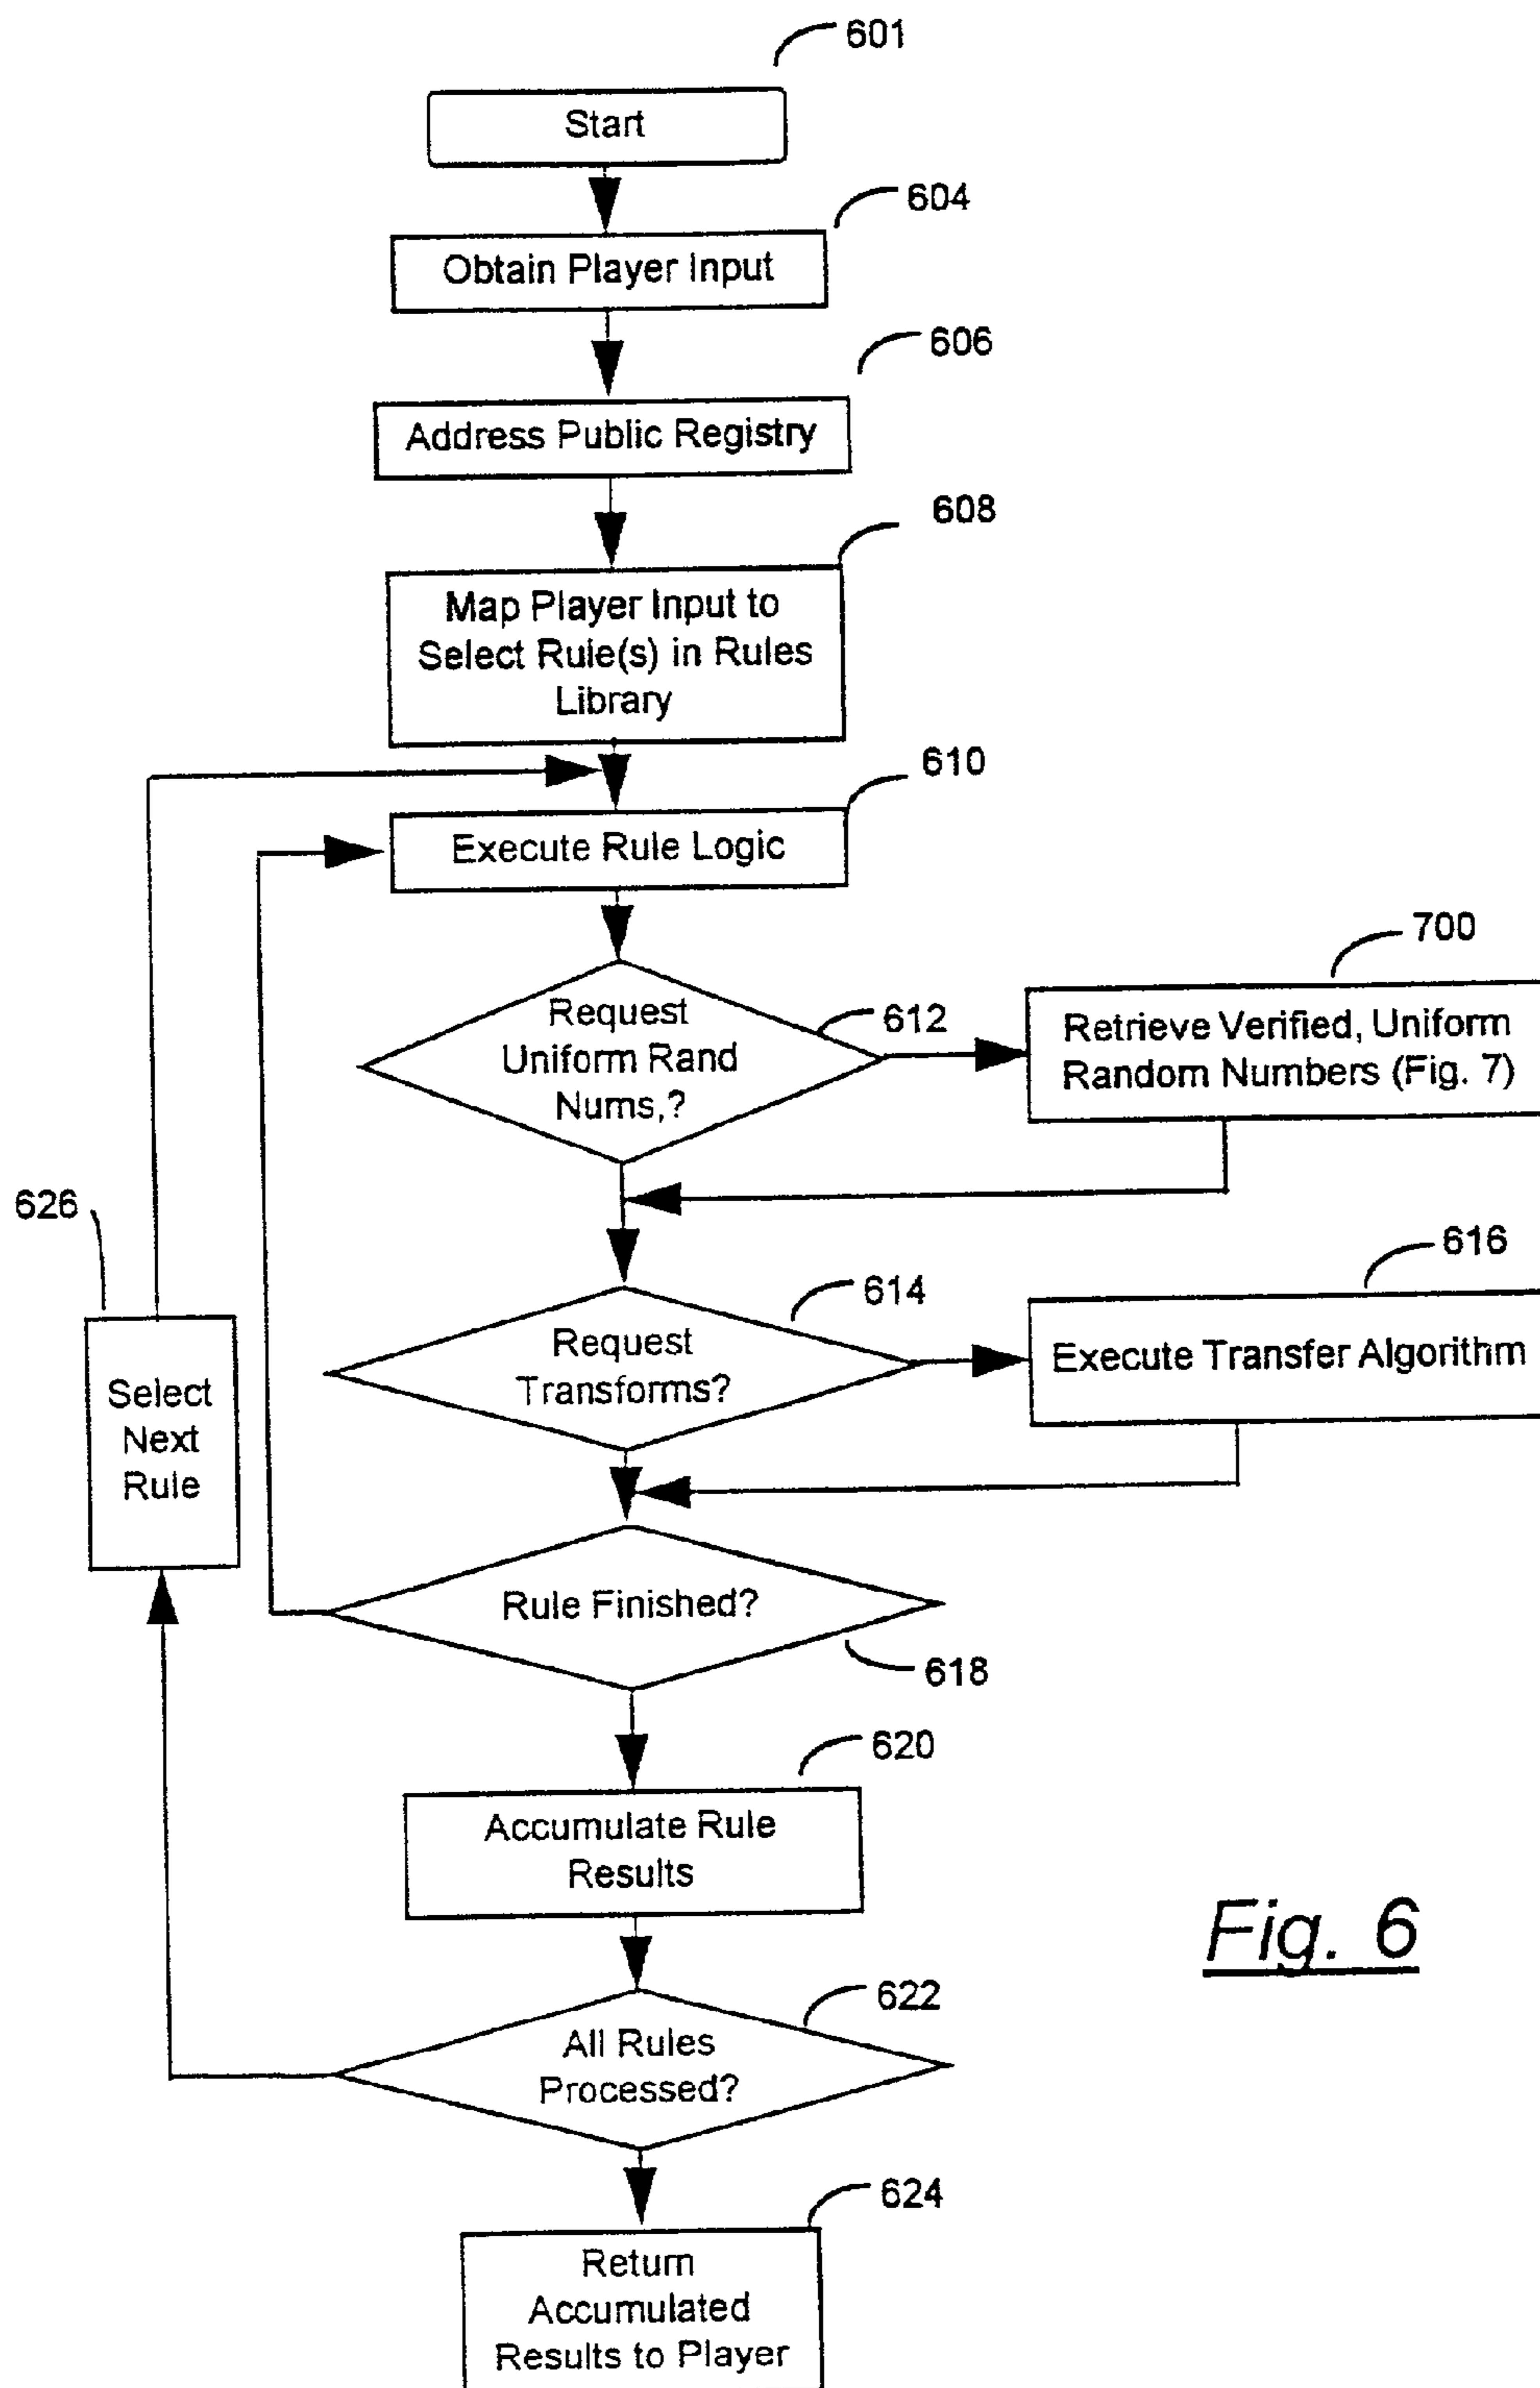 601
Start
604
Obtain Player Input
606
Address Public Registry
608
Map Player Input to
Select Rule(s) in Rules
Library
610
Execute Rule Logic
700
Request
Uniform Rand
Nums,?
612
Retrieve Verified, Uniform
Random Numbers (Fig. 7)
626
616
614
Request
Transforms?
Execute Transfer Algorithm
Select
Next
Rule
Rule Finished?
618
620
Accumulate Rule
Results
Fig. 6
622
All Rules
Processed?
624
Return
Accumulated
Results to Player